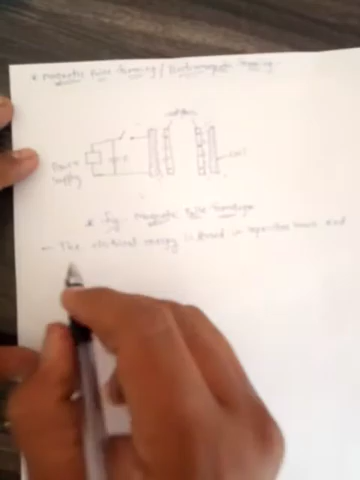 * Magnetic pulse forming / Electromagnetic forming
Power
supply
coil
* fig. Magnetic pulse
The electrical energy is stored in capacitor bank and